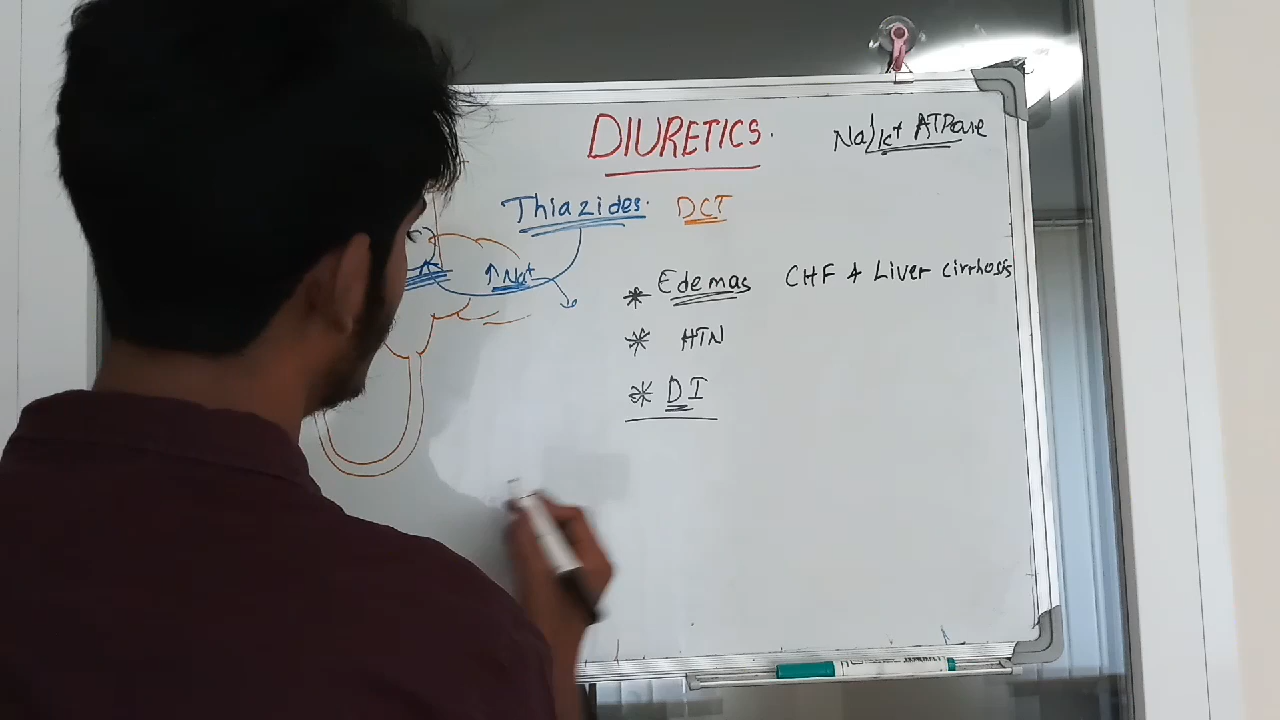 DIURETICS.
Na/K+ ATPase
Thiazides. DCT
↑ Na+
* Edemas CHF & Liver cirrhosis
* HTN
* DI